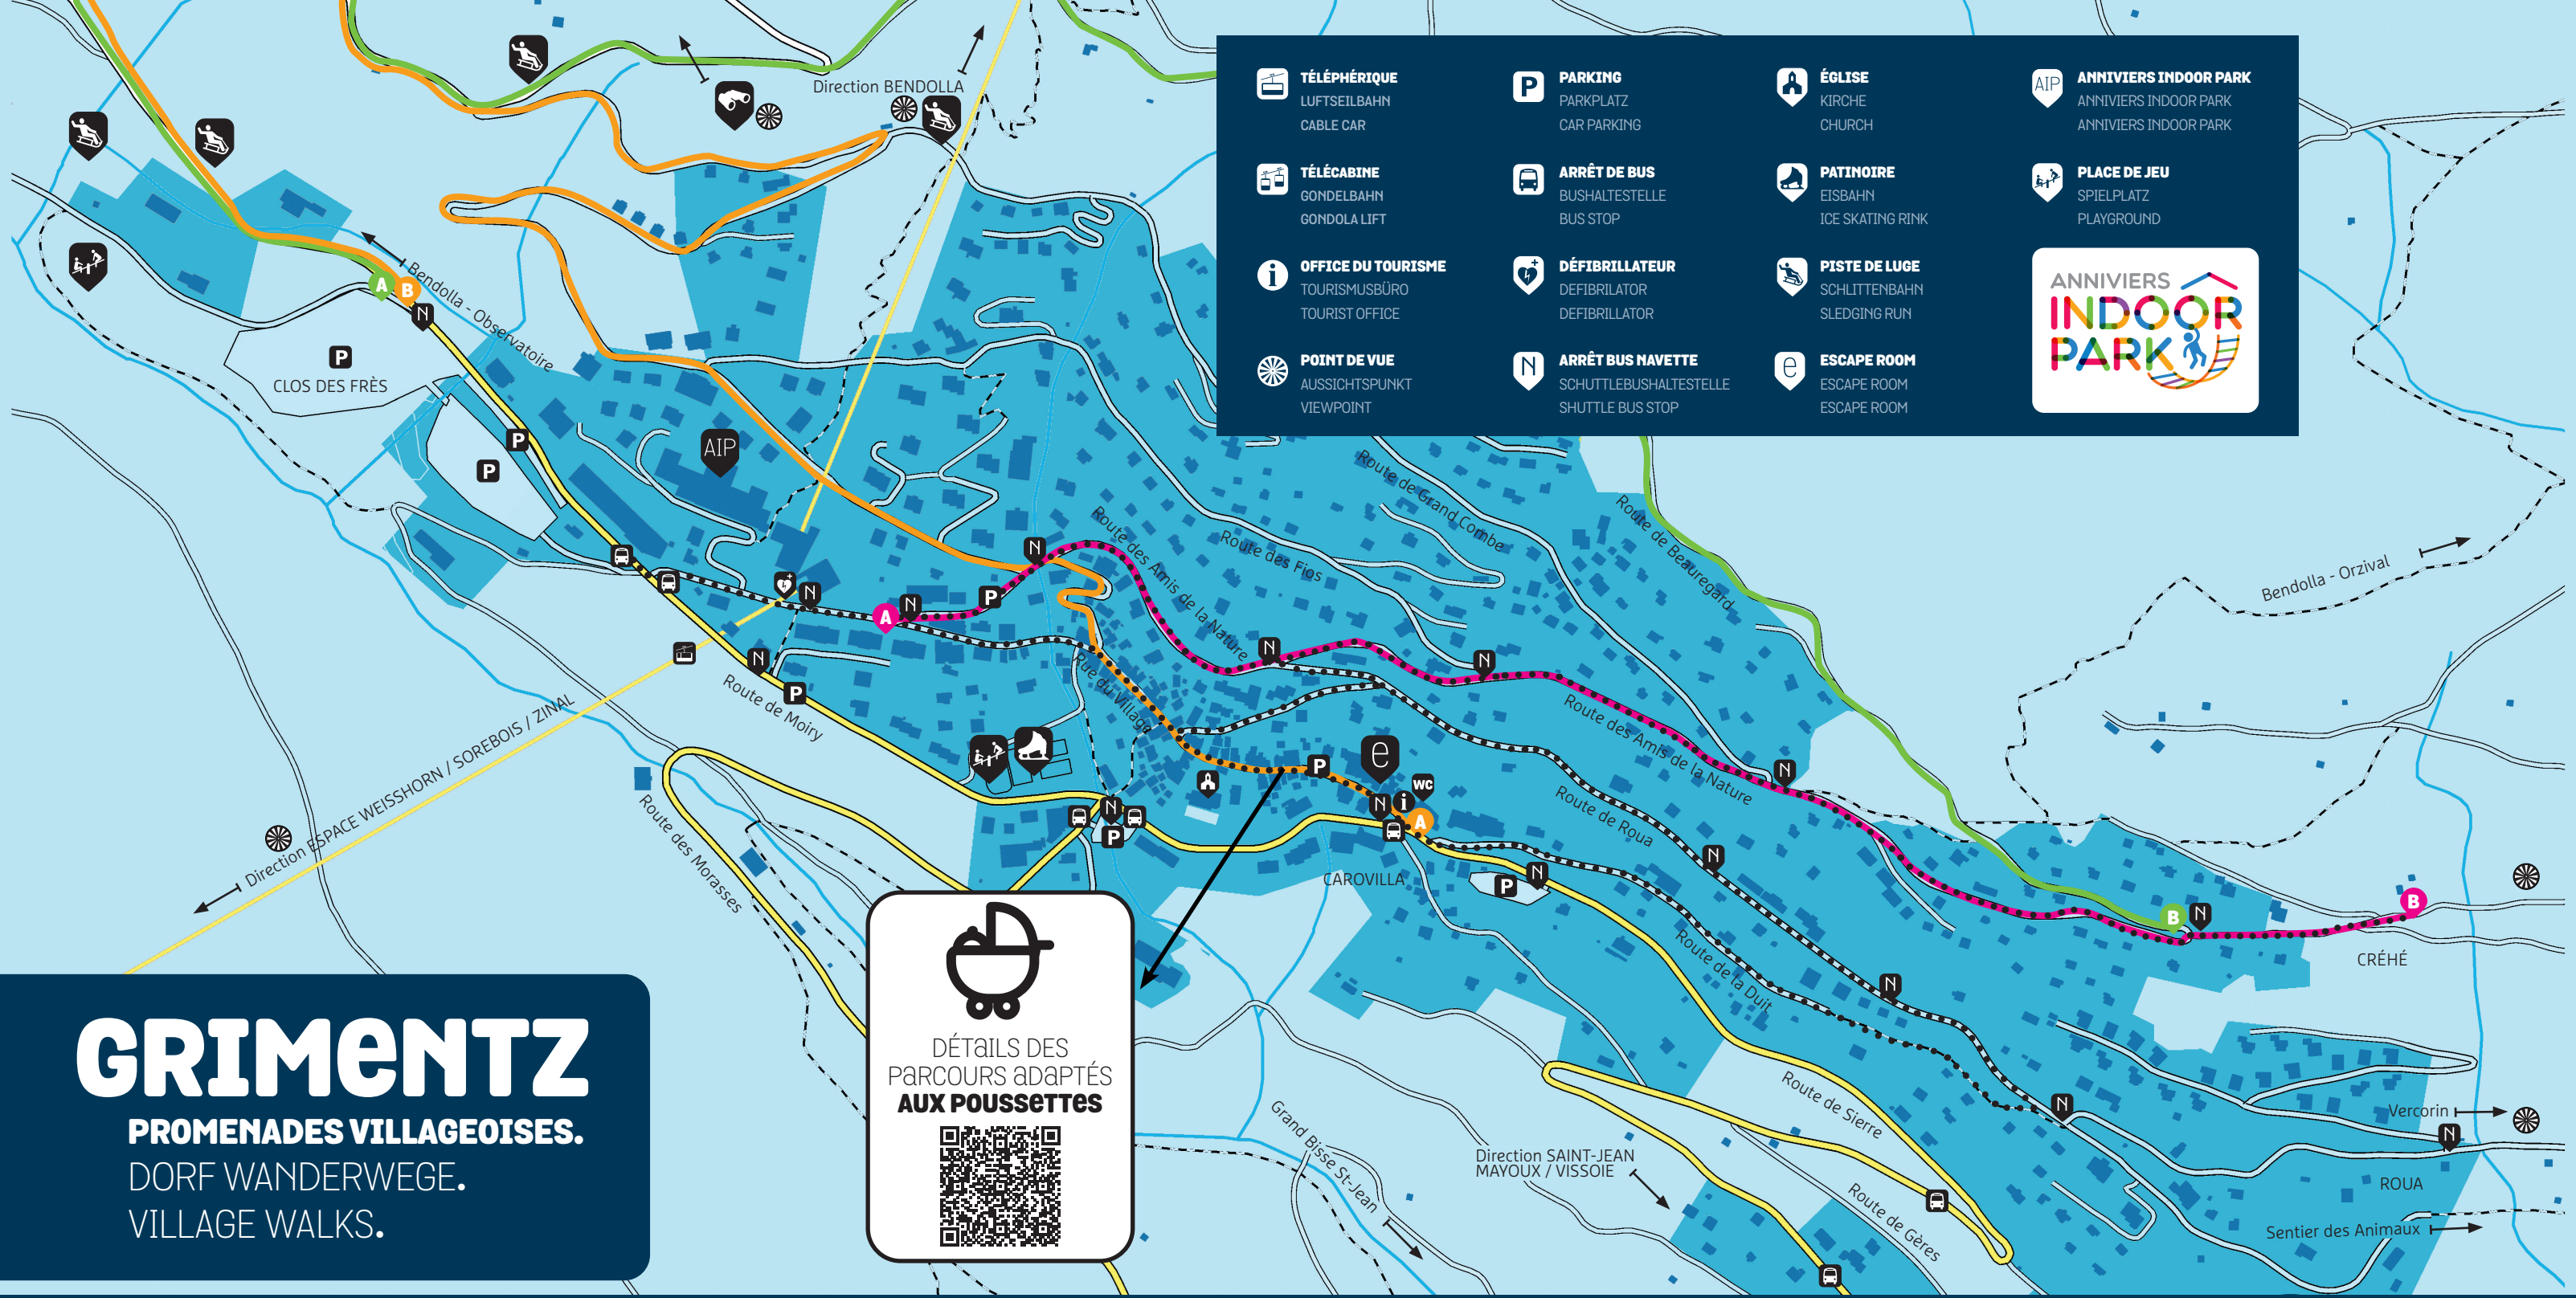 Direction BENDOLLA
TÉLÉPHÉRIQUE
LUFTSEILBAHN
CABLE CAR
PARKING
PARKPLATZ
CAR PARKING
ÉGLISE
KIRCHE
CHURCH
AIP
ANNIVIERS INDOOR PARK
ANNIVIERS INDOOR PARK
ANNIVIERS INDOOR PARK
TÉLÉCABINE
GONDELBAHN
GONDOLA LIFT
ARRÊT DE BUS
BUSHALTESTELLE
BUS STOP
PATINOIRE
EISBAHN
ICE SKATING RINK
PLACE DE JEU
SPIELPLATZ
PLAYGROUND
OFFICE DU TOURISME
TOURISMUSBÜRO
TOURIST OFFICE
DÉFIBRILLATEUR
DEFIBRILATOR
DEFIBRILLATOR
PISTE DE LUGE
SCHLITTENBAHN
SLEDGING RUN
ANNIVIERS
INDOOR
PARK
POINT DE VUE
AUSSICHTSPUNKT
VIEWPOINT
N
ARRÊT BUS NAVETTE
SCHUTTLEBUSHALTESTELLE
SHUTTLE BUS STOP
e
ESCAPE ROOM
ESCAPE ROOM
ESCAPE ROOM
A
B
N
Bendolla - Observatoire
P
CLOS DES FRÈS
P
P
AIP
Route de Grand Combe
Route de Beauregard
Route des Amis de la Nature
Route des Fios
Bendolla - Orzival
N
N
A
N
P
N
N
N
P
Route de Moiry
Rue du Village
Route des Amis de la Nature
N
Direction ESPACE WEISSHORN / SOREBOIS / ZINAL
Route des Morasses
e
P
WC
N
i
A
N
P
Route de Roua
N
CAROVILLA
P
N
B
N
B
CRÉHÉ
Route de la Duit
N
N
Route de Sierre
Vercorin
N
ROUA
Sentier des Animaux
Direction SAINT-JEAN
MAYOUX / VISSOIE
Route de Gères
Grand Bisse St-Jean
DÉTAILS DES
PARCOURS ADAPTÉS
AUX POUSSETTES
GRIMENTZ
PROMENADES VILLAGEOISES.
DORF WANDERWEGE.
VILLAGE WALKS.